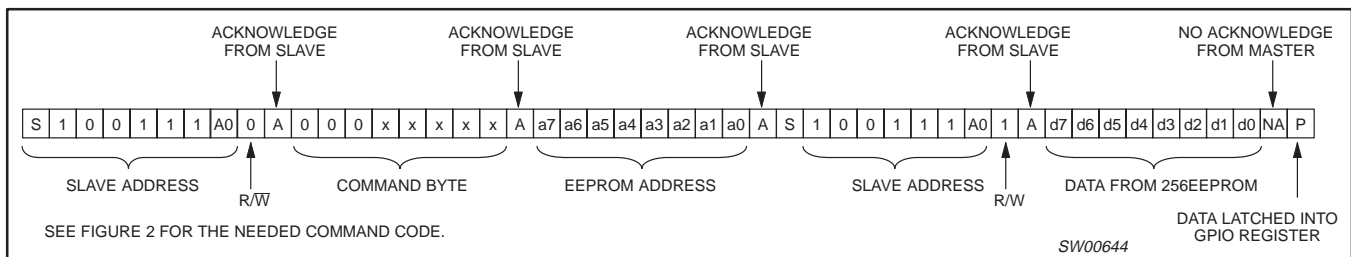 ACKNOWLEDGE
FROM SLAVE
ACKNOWLEDGE
FROM SLAVE
ACKNOWLEDGE
FROM SLAVE
ACKNOWLEDGE
FROM SLAVE
NO ACKNOWLEDGE
FROM MASTER
S 1 0 0 1 1 1 A0 0 A 0 0 0 x x x x x A a7 a6 a5 a4 a3 a2 a1 a0 A S 1 0 0 1 1 1 A0 1 A d7 d6 d5 d4 d3 d2 d1 d0 NA P
SLAVE ADDRESS
R/W̅
COMMAND BYTE
EEPROM ADDRESS
SLAVE ADDRESS
R/W
DATA FROM 256EEPROM
DATA LATCHED INTO
GPIO REGISTER
SEE FIGURE 2 FOR THE NEEDED COMMAND CODE.
SW00644